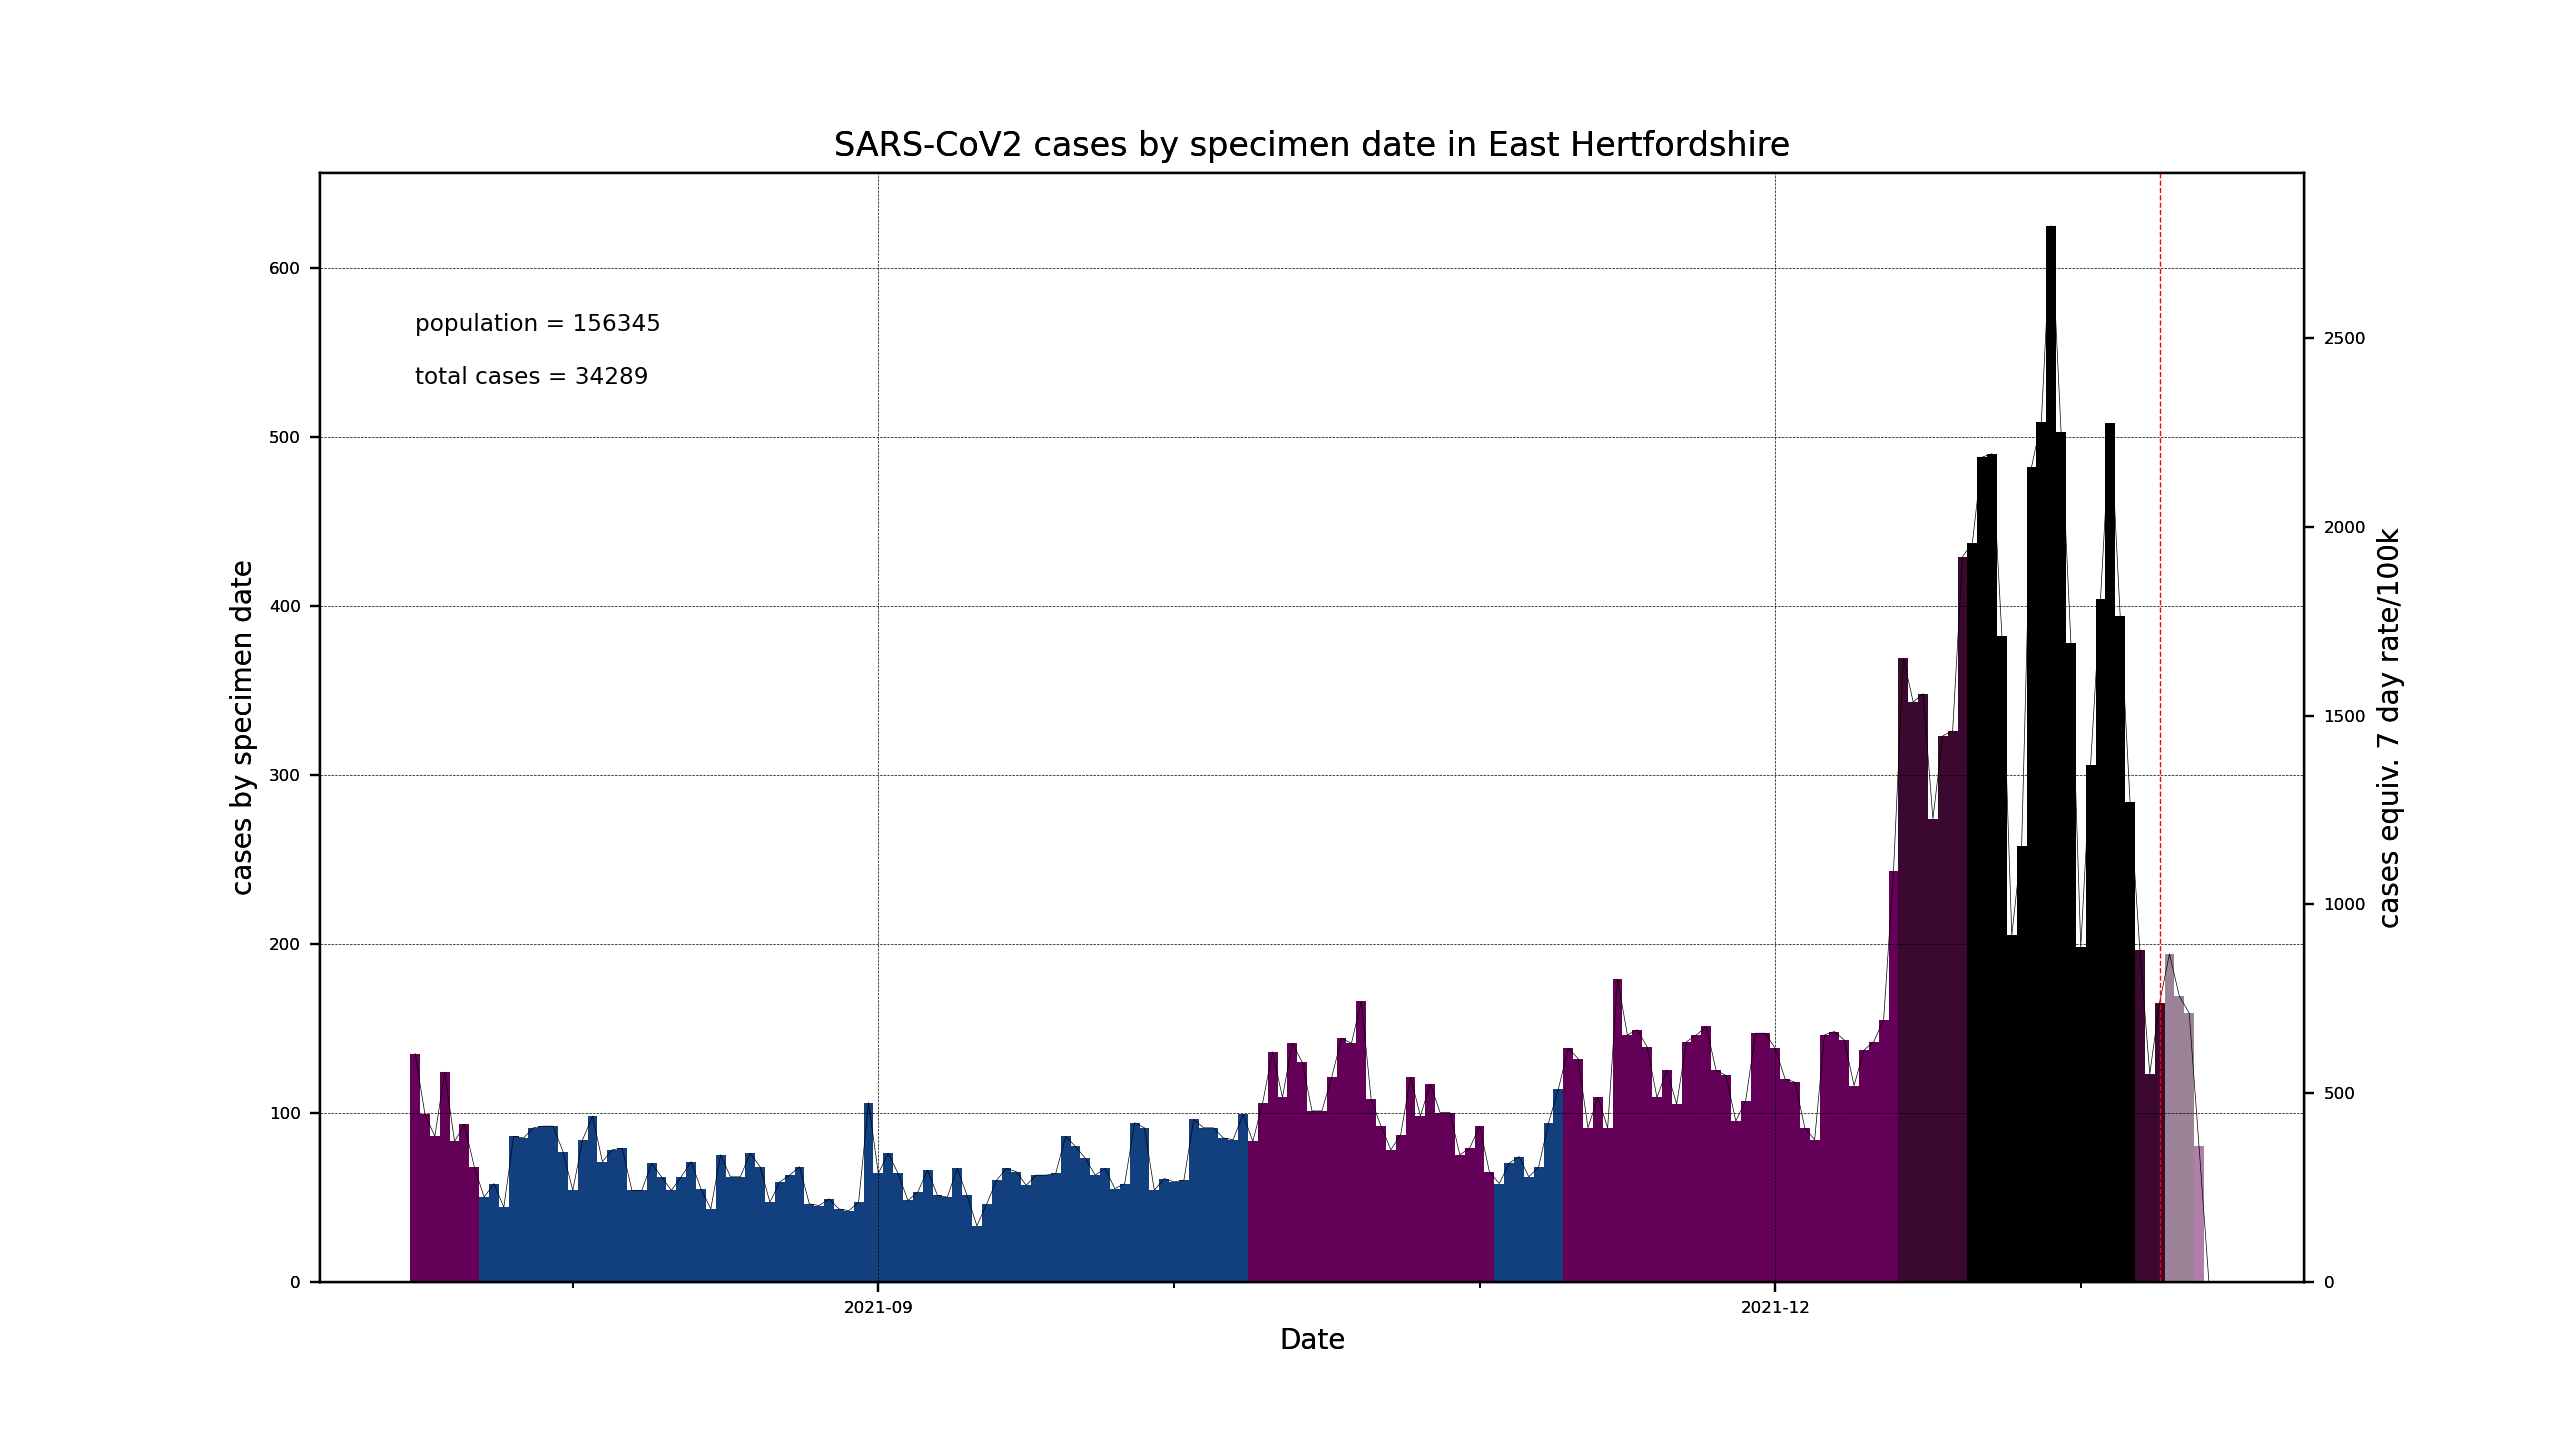 SARS-CoV2 cases by specimen date in East Hertfordshire
population = 156345
total cases = 34289
cases by specimen date
600
500
400
300
200
100
0
2500
2000
1500
1000
500
0
cases equiv. 7 day rate/100k
2021-09
2021-12
Date